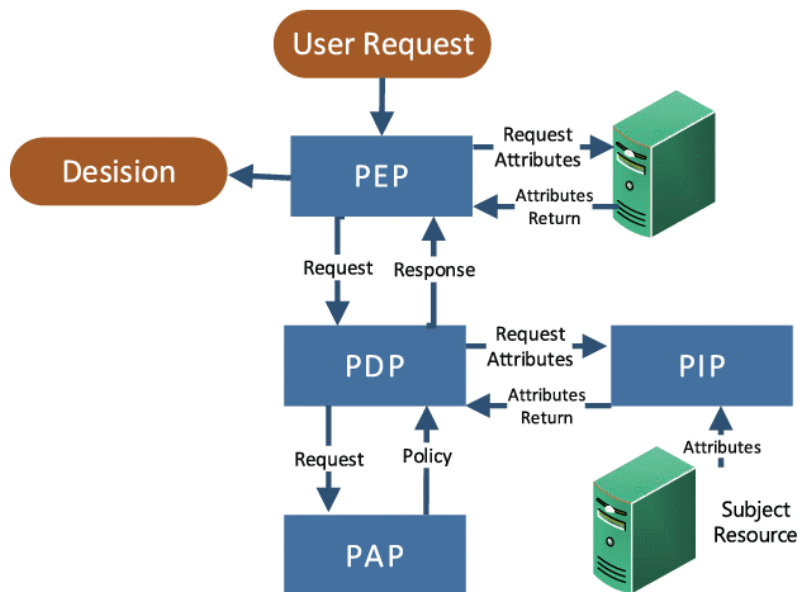 User Request
Desision
PEP
Request
Attributes
Attributes
Return
Request
Response
PDP
Request
Attributes
PIP
Attributes
Return
Request
Policy
Attributes
Subject
Resource
PAP